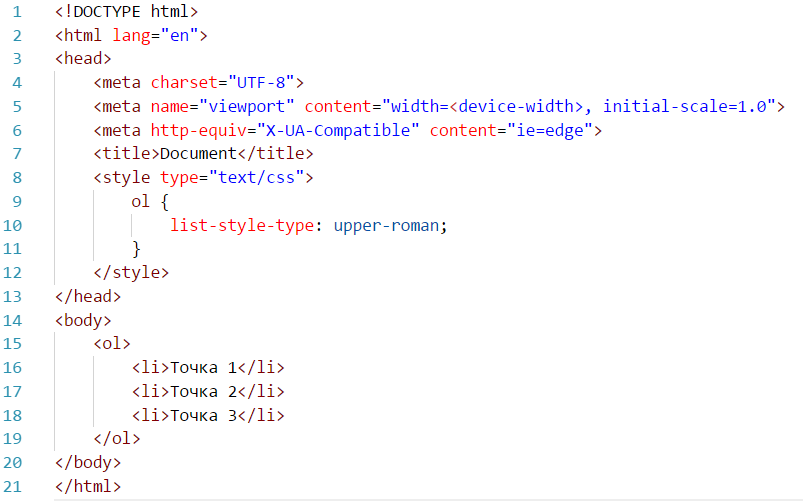 1 <!DOCTYPE html>
2 <html lang="en">
3 <head>
4 <meta charset="UTF-8">
5 <meta name="viewport" content="width=<device-width>, initial-scale=1.0">
6 <meta http-equiv="X-UA-Compatible" content="ie=edge">
7 <title>Document</title>
8 <style type="text/css">
9 ol {
10 list-style-type: upper-roman;
11 }
12 </style>
13 </head>
14 <body>
15 <ol>
16 <li>Точка 1</li>
17 <li>Точка 2</li>
18 <li>Точка 3</li>
19 </ol>
20 </body>
21 </html>